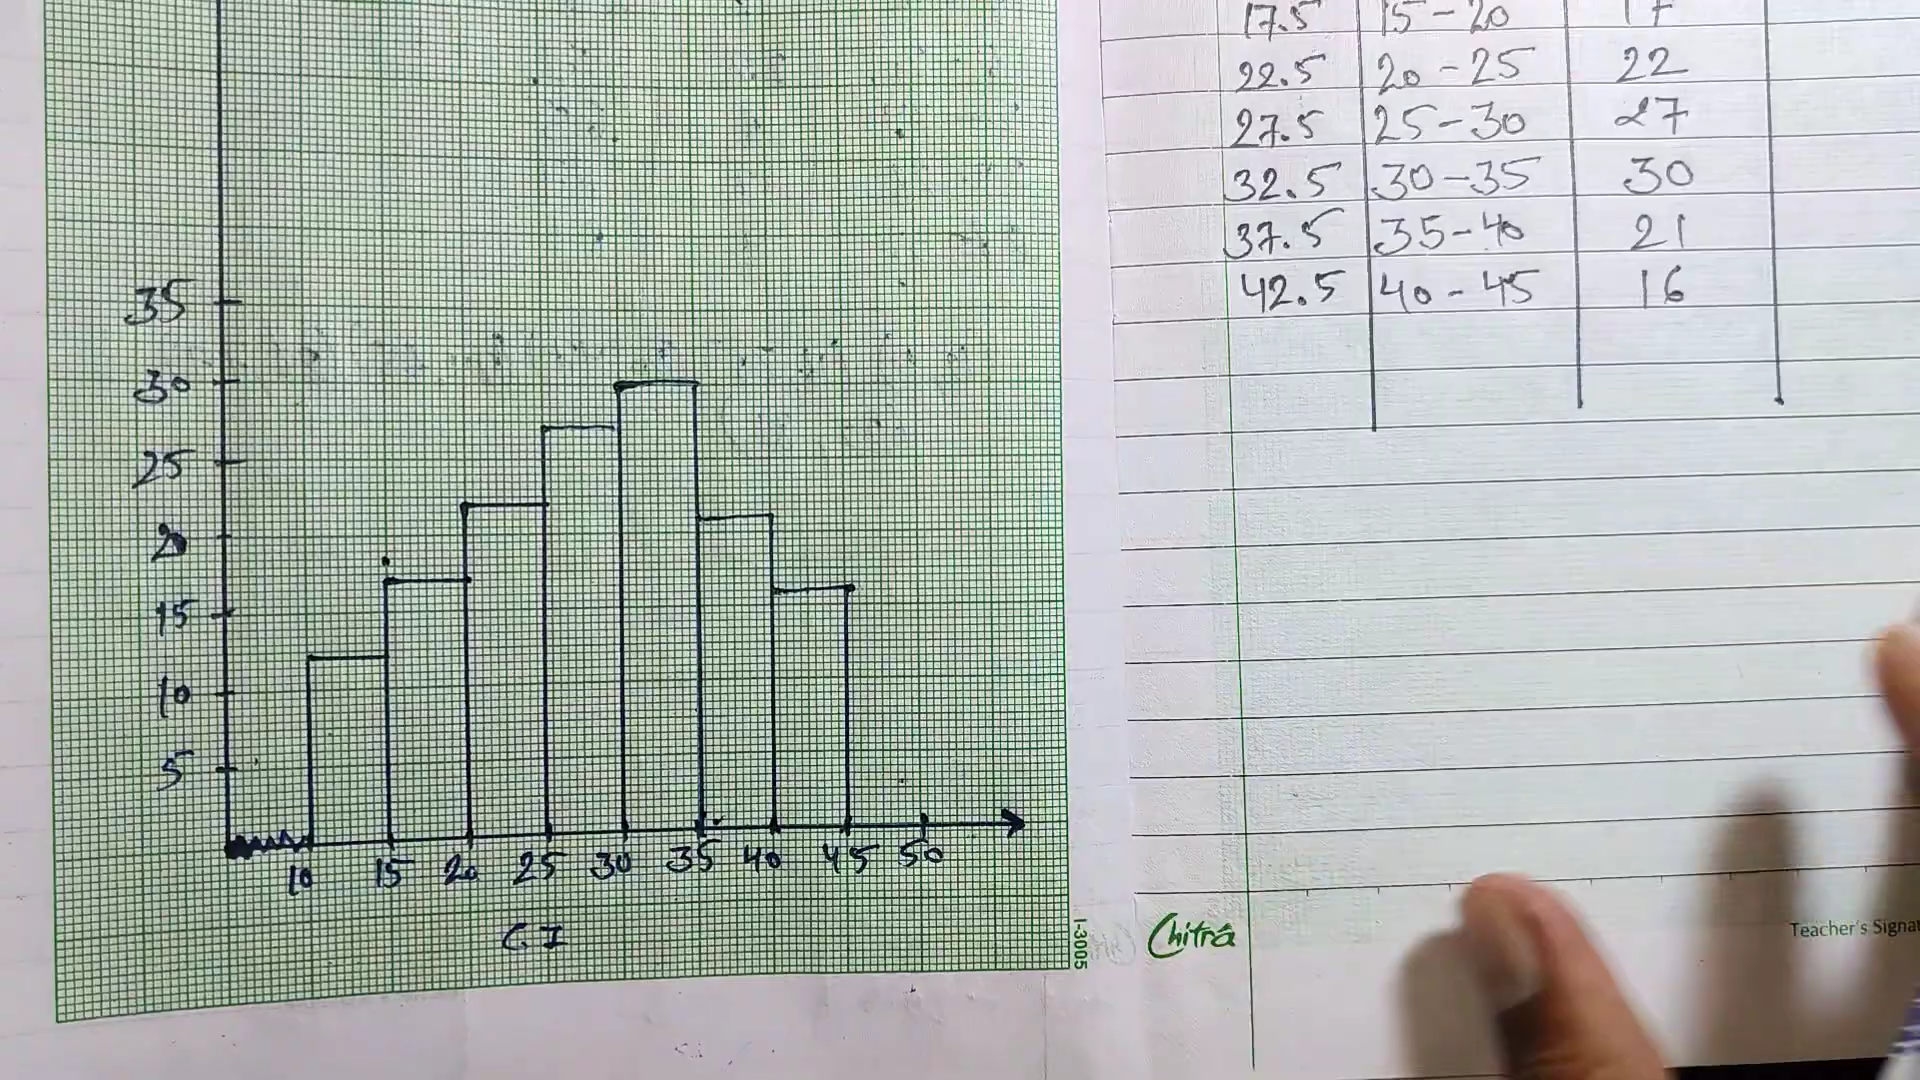 17.5 15-20 17
22.5 20-25 22
27.5 25-30 27
32.5 30-35 30
37.5 35-40 21
42.5 40-45 16
35
30
25
20
15
10
5
10 15 20 25 30 35 40 45 50
C.I
I-3005
Chitra
Teacher's Signat